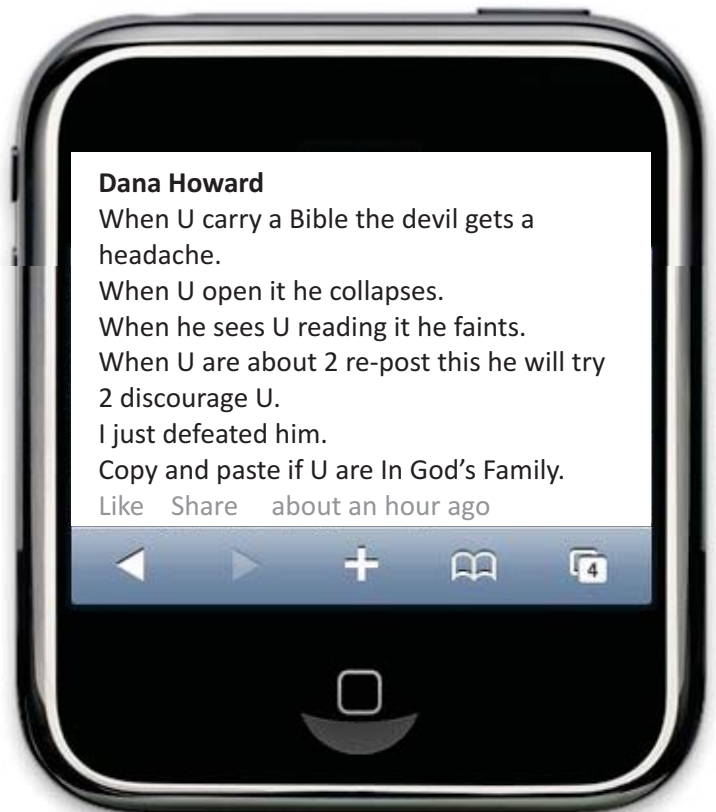 Dana Howard
When U carry a Bible the devil gets a
headache.
When U open it he collapses.
When he sees U reading it he faints.
When U are about 2 re-post this he will try
2 discourage U.
I just defeated him.
Copy and paste if U are In God’s Family.
Like Share about an hour ago
4